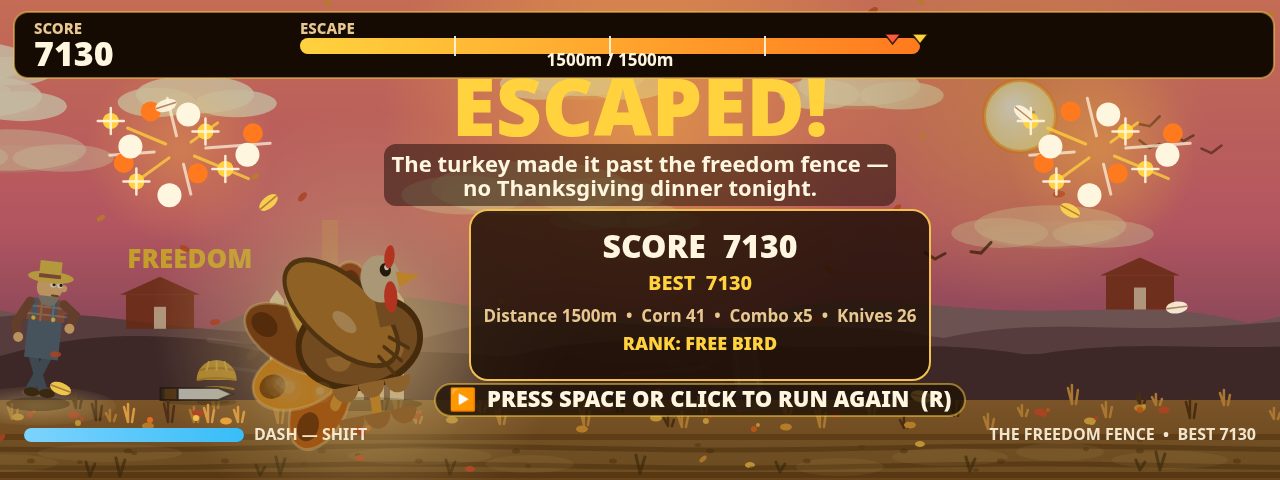 SCORE
7130
ESCAPE
1500m / 1500m
ESCAPED!
The turkey made it past the freedom fence —
no Thanksgiving dinner tonight.
FREEDOM
SCORE 7130
BEST 7130
Distance 1500m • Corn 41 • Combo x5 • Knives 26
RANK: FREE BIRD
PRESS SPACE OR CLICK TO RUN AGAIN (R)
DASH — SHIFT
THE FREEDOM FENCE • BEST 7130